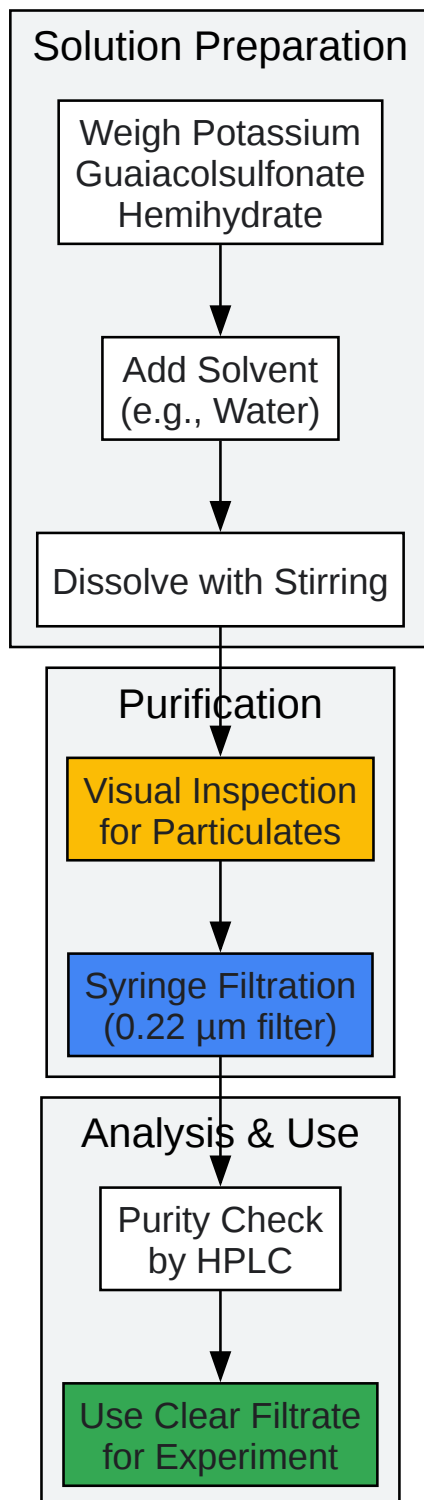 Solution Preparation
Weigh Potassium
Guaiacolsulfonate
Hemihydrate
Add Solvent
(e.g., Water)
Dissolve with Stirring
Purification
Visual Inspection
for Particulates
Syringe Filtration
(0.22 µm filter)
Analysis & Use
Purity Check
by HPLC
Use Clear Filtrate
for Experiment